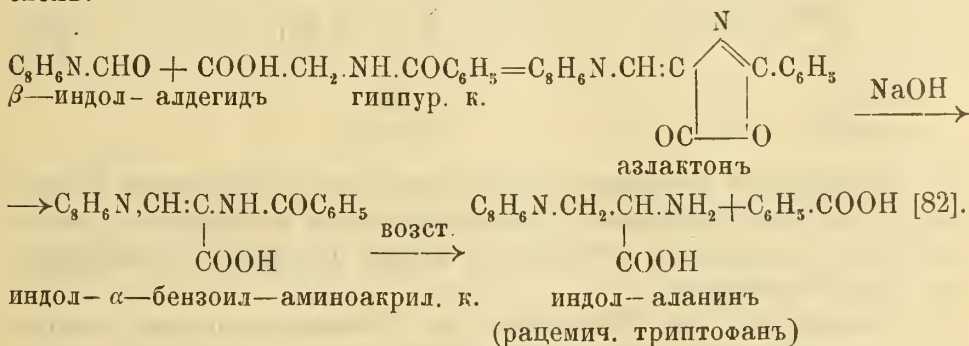 N
C₈H₆N.CHO + COOH.CH₂.NH.COC₆H₅=C₈H₆N.CH:C C.C₆H₅
β—индол- алдегидъ гиппур. к. NaOH
OC O
азлактонъ
→C₈H₆N,CH:C.NH.COC₆H₅ C₈H₆N.CH₂.CH.NH₂+C₆H₅.COOH [82].
возст.
COOH COOH
индол- α—бензоил—аминоакрил. к. индол- аланинъ
(рацемич. триптофанъ)